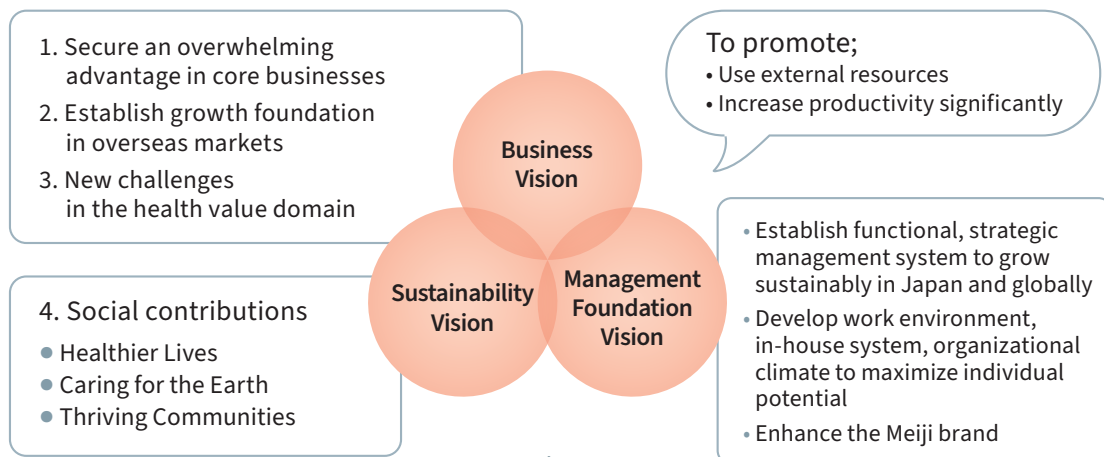 1. Secure an overwhelming
advantage in core businesses
2. Establish growth foundation
in overseas markets
3. New challenges
in the health value domain
To promote;
• Use external resources
• Increase productivity significantly
Business
Vision
Sustainability
Vision
Management
Foundation
Vision
4. Social contributions
• Healthier Lives
• Caring for the Earth
• Thriving Communities
• Establish functional, strategic
management system to grow
sustainably in Japan and globally
• Develop work environment,
in-house system, organizational
climate to maximize individual
potential
• Enhance the Meiji brand